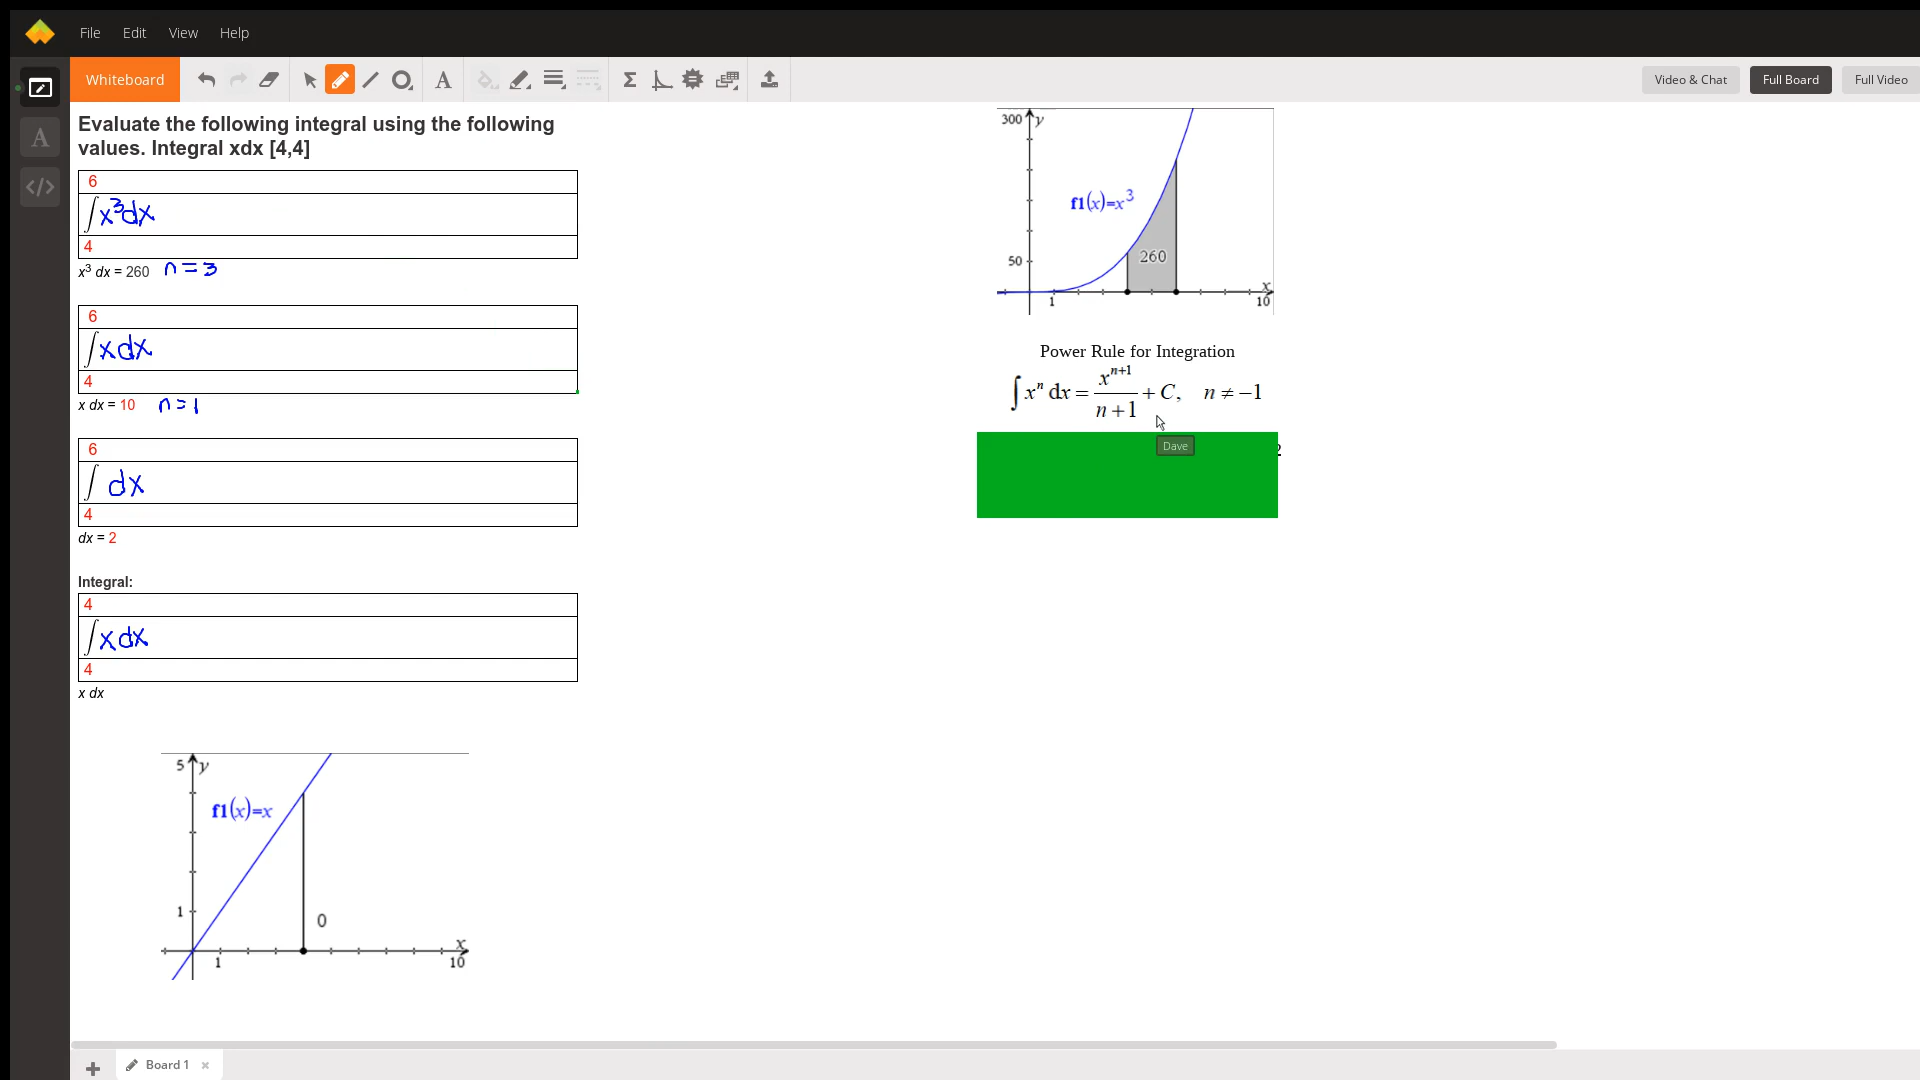 File Edit View Help
Whiteboard
Video & Chat Full Board Full Video
Evaluate the following integral using the following
values. Integral xdx [4,4]
6
∫x³dx
4
x³ dx = 260 n = 3
6
∫xdx
4
x dx = 10 n = 1
6
∫ dx
4
dx = 2
Integral:
4
∫xdx
4
x dx
5 y
f1(x)=x
1
0
x
1 10
300 y
f1(x)=x³
260
50
x
1 10
Power Rule for Integration
∫ xⁿ dx = xⁿ⁺¹/(n+1) + C, n ≠ −1
Dave
Board 1